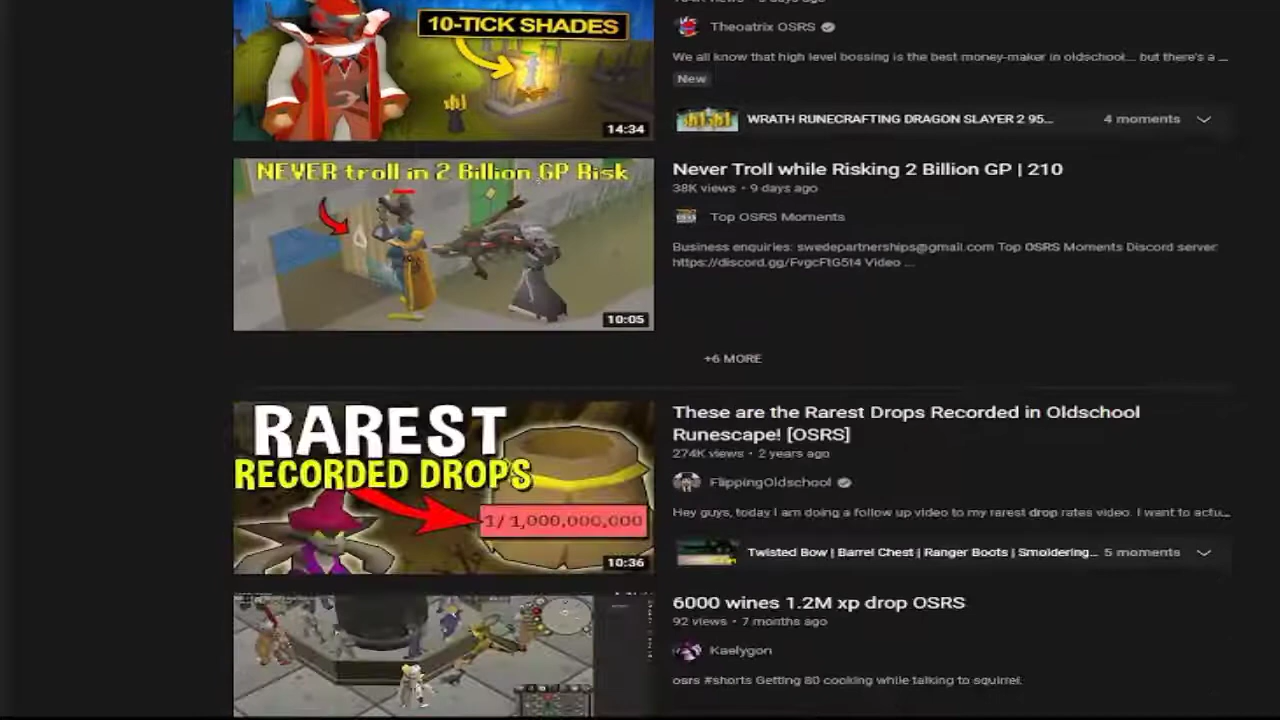 10-TICK SHADES
14:34
Theoatrix OSRS
We all know that high level bossing is the best money-maker in oldschool... but there's a ...
New
WRATH RUNECRAFTING DRAGON SLAYER 2 95...
4 moments
NEVER troll in 2 Billion GP Risk
10:05
Never Troll while Risking 2 Billion GP | 210
38K views • 9 days ago
Top OSRS Moments
Business enquiries: swedepartnerships@gmail.com Top OSRS Moments Discord server:
https://discord.gg/FvgcFtG5t4 Video ...
+6 MORE
RAREST
RECORDED DROPS
1/1,000,000,000
10:36
These are the Rarest Drops Recorded in Oldschool
Runescape! [OSRS]
274K views • 2 years ago
FlippingOldschool
Hey guys, today I am doing a follow up video to my rarest drop rates video. I want to actu...
Twisted Bow | Barrel Chest | Ranger Boots | Smoldering...
5 moments
6000 wines 1.2M xp drop OSRS
92 views • 7 months ago
Kaelygon
osrs #shorts Getting 80 cooking while talking to squirrel.